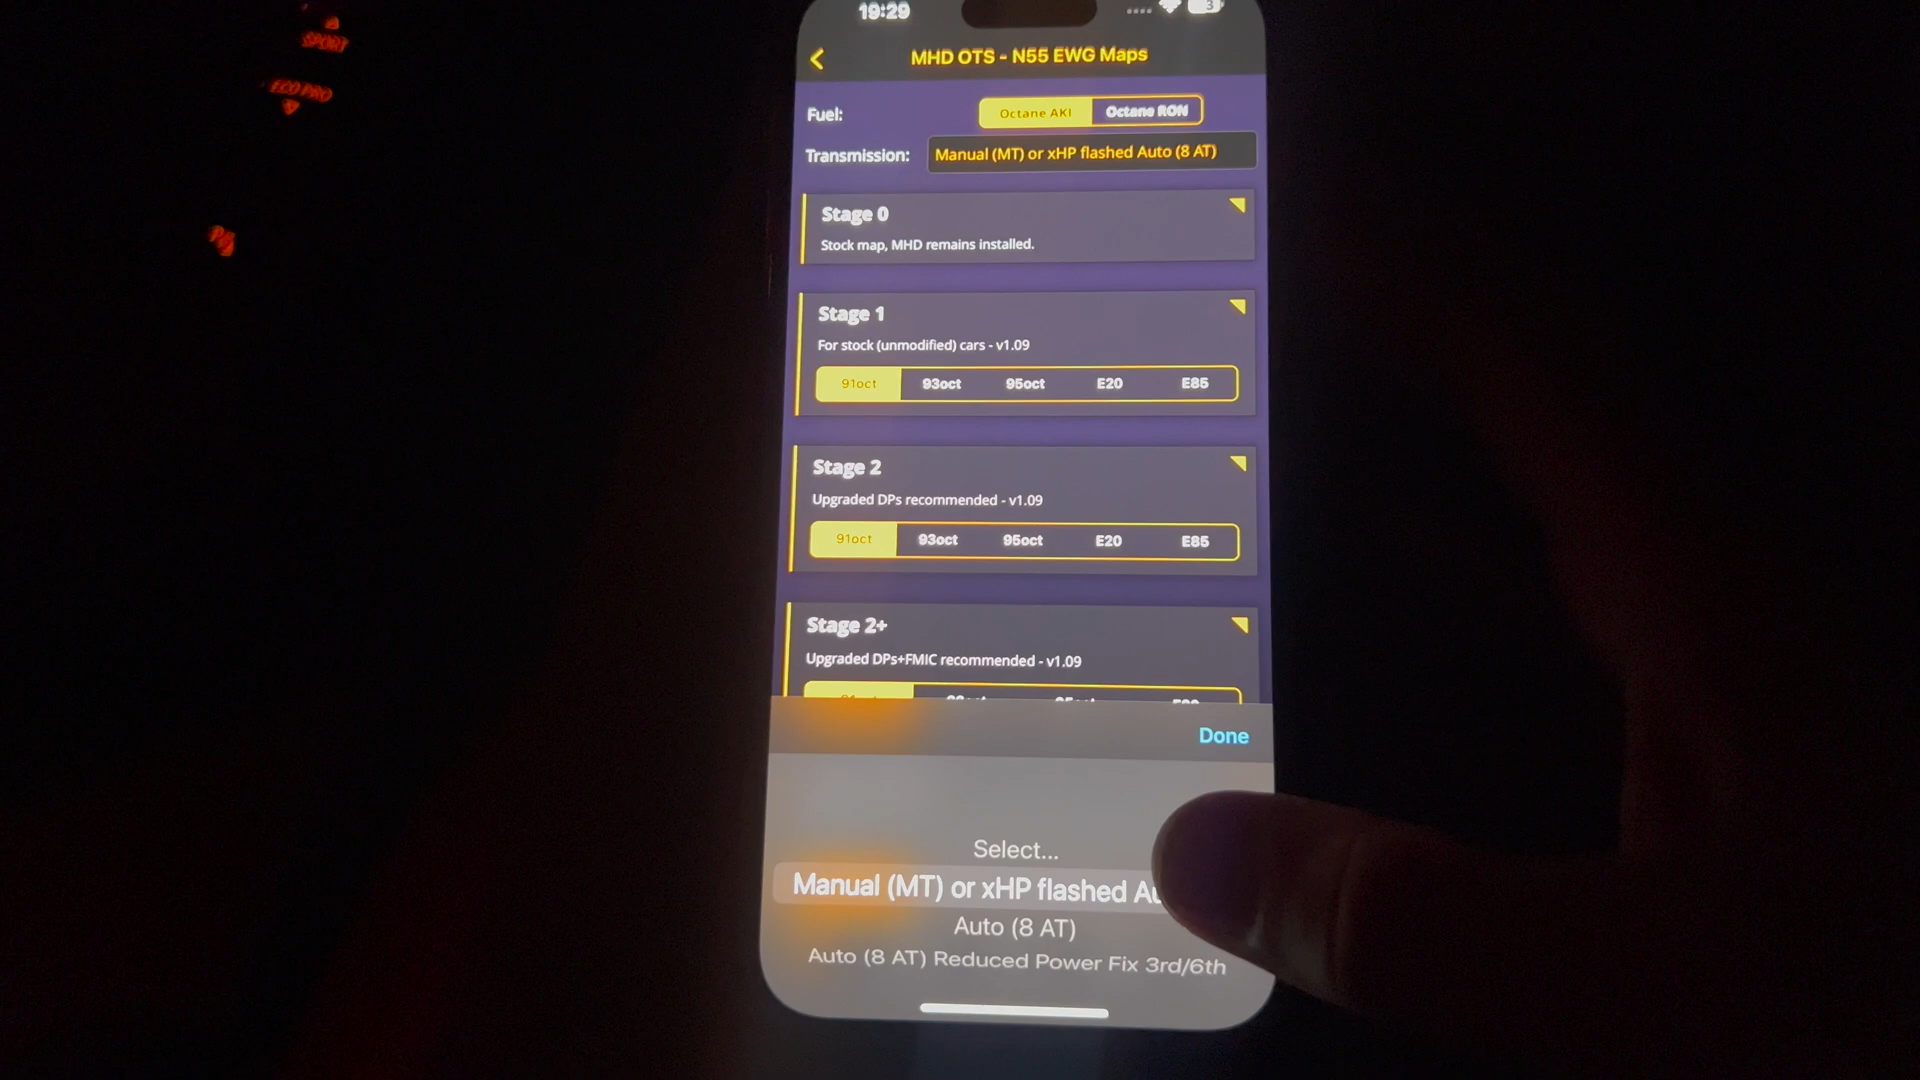 SPORT
ECO PRO
19:29
MHD OTS - N55 EWG Maps
Fuel:
Octane AKI
Octane RON
Transmission:
Manual (MT) or xHP flashed Auto (8 AT)
Stage 0
Stock map, MHD remains installed.
Stage 1
For stock (unmodified) cars - v1.09
91oct 93oct 95oct E20 E85
Stage 2
Upgraded DPs recommended - v1.09
91oct 93oct 95oct E20 E85
Stage 2+
Upgraded DPs+FMIC recommended - v1.09
Done
Select...
Manual (MT) or xHP flashed
Auto (8 AT)
Auto (8 AT) Reduced Power Fix 3rd/6th